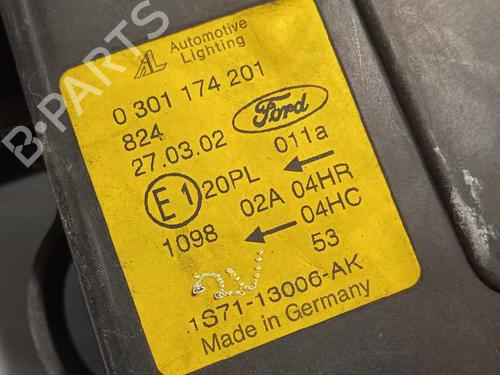 B-PARTS
AL Automotive
Lighting
0 301 174 201
824
27.03.02
Ford
011a
E1 20PL
02A 04HR
1098 04HC
53
1S71-13006-AK
Made in Germany